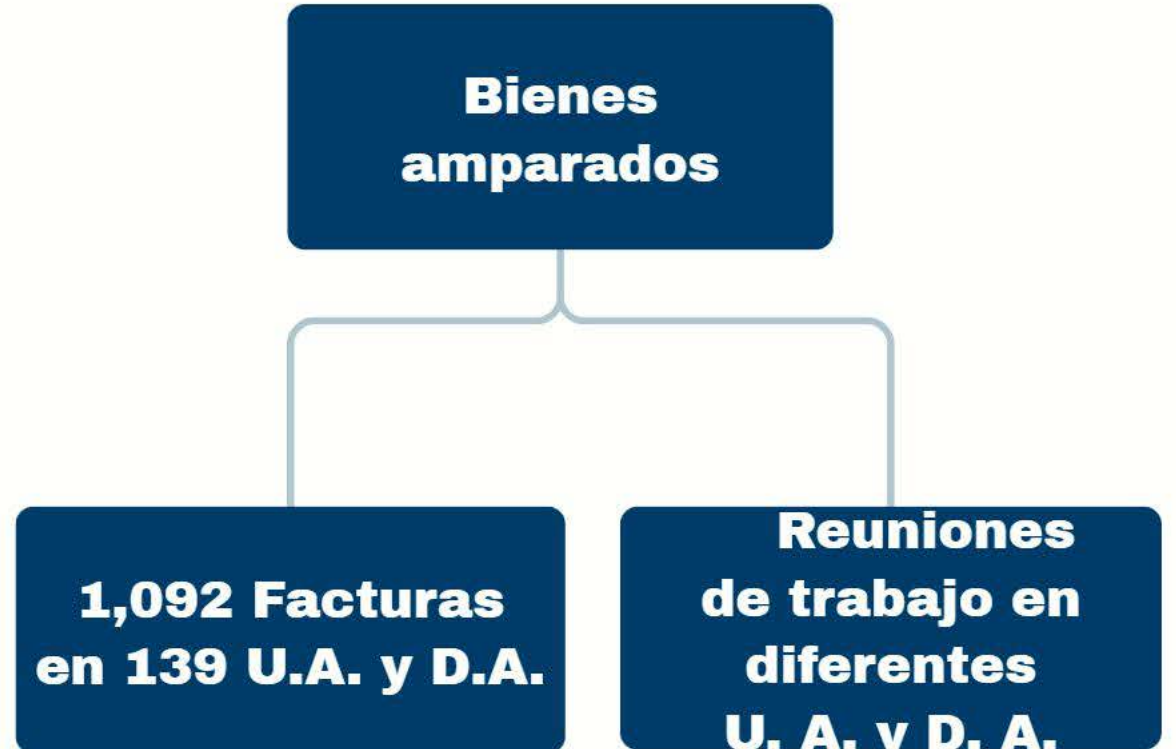 Bienes
amparados
1,092 Facturas
en 139 U.A. y D.A.
Reuniones
de trabajo en
diferentes
U. A. y D. A.